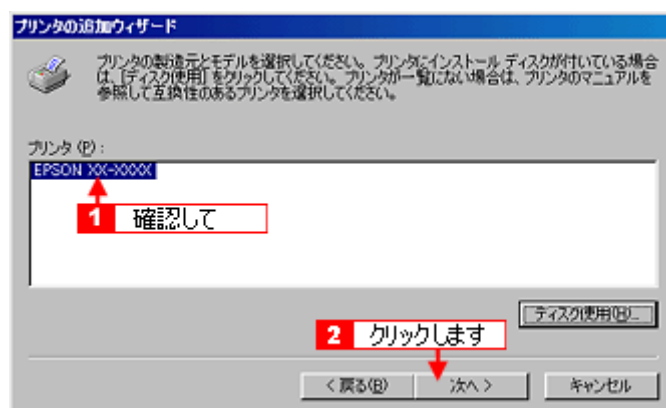 プリンタの追加ウィザード
プリンタの製造元とモデルを選択してください。プリンタにインストール ディスクが付いている場合
は、[ディスク使用] をクリックしてください。プリンタが一覧にない場合は、プリンタのマニュアルを
参照して互換性のあるプリンタを選択してください。
プリンタ (P) :
EPSON XX-XXXX
1 確認して
ディスク使用(H)...
2 クリックします
< 戻る(B) 次へ > キャンセル